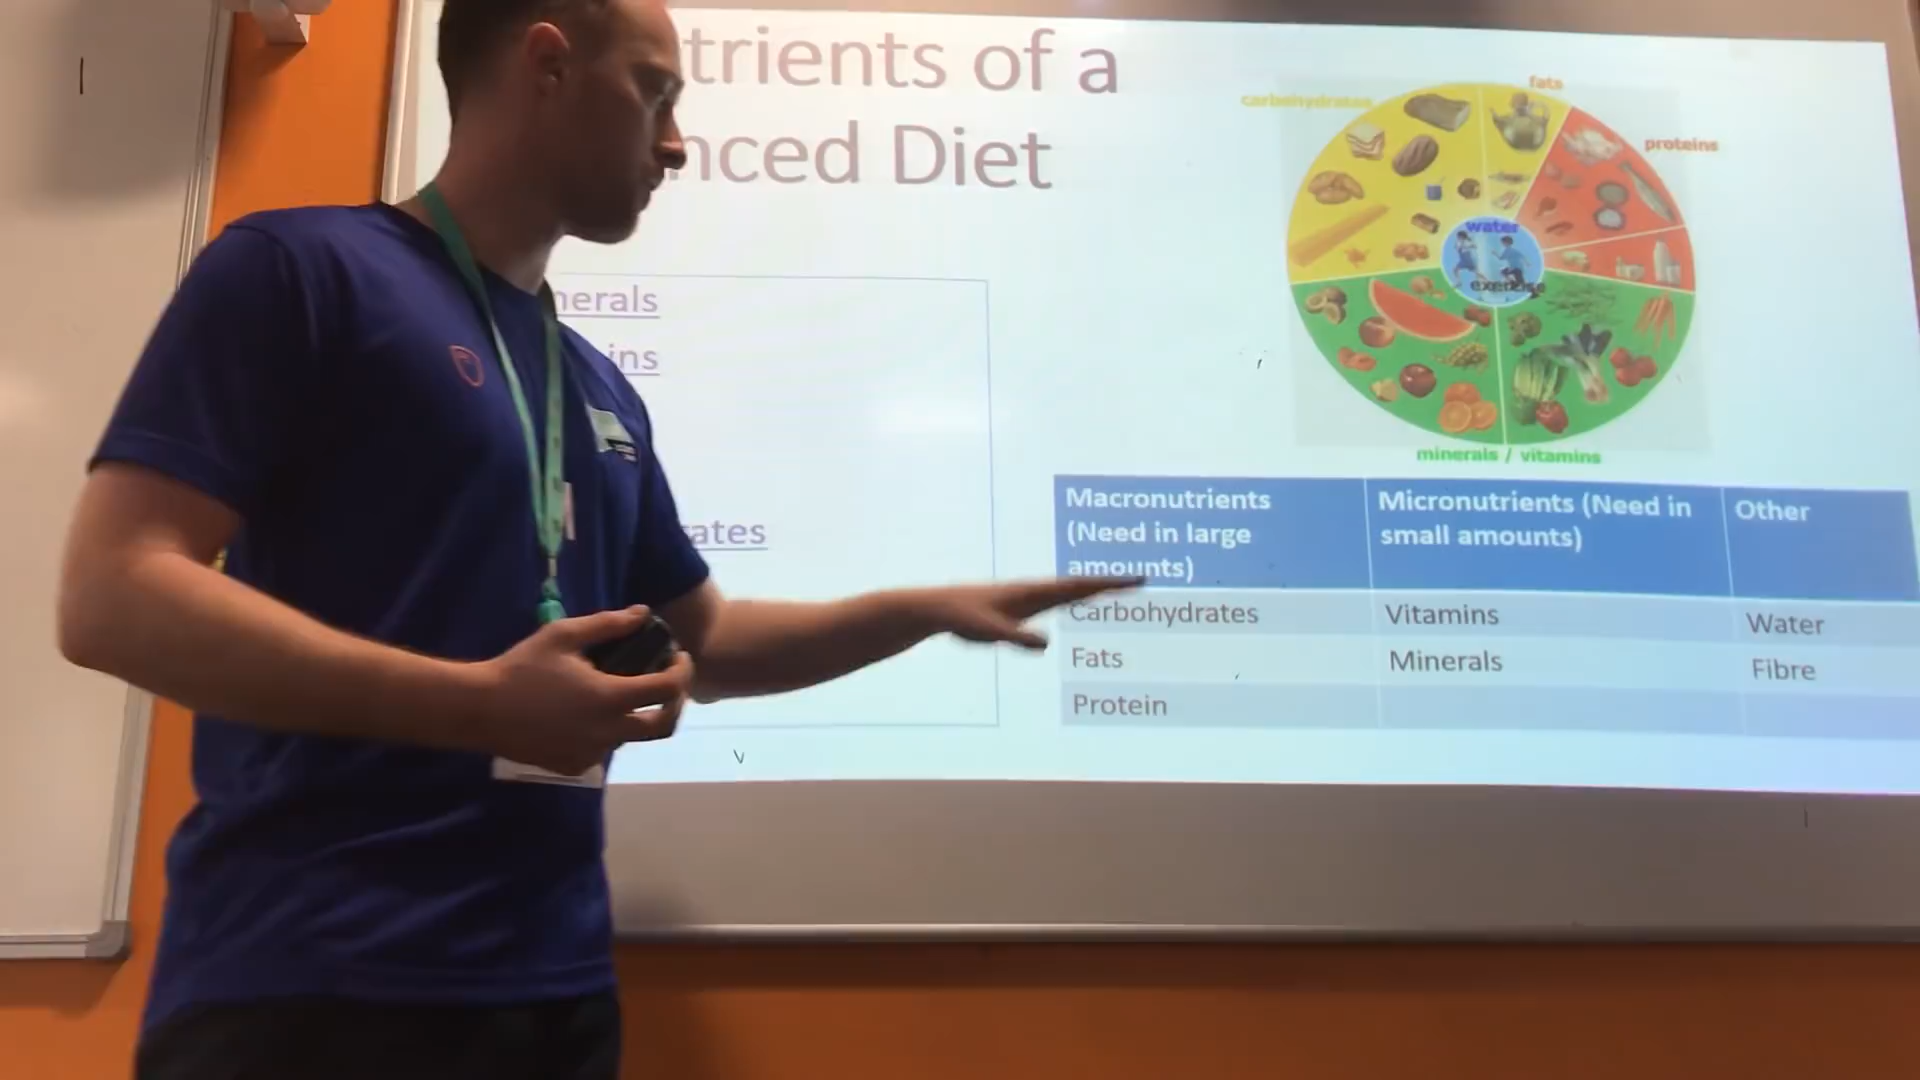 trients of a
nced Diet
nerals
ins
ates
carbohydrates
fats
proteins
water
exercise
minerals / vitamins
Macronutrients
(Need in large
amounts)
Micronutrients (Need in
small amounts)
Other
Carbohydrates
Vitamins
Water
Fats
Minerals
Fibre
Protein